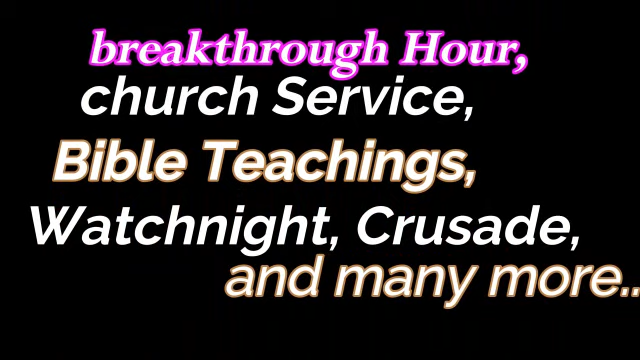 breakthrough Hour,
church Service,
Bible Teachings,
Watchnight, Crusade,
and many more..